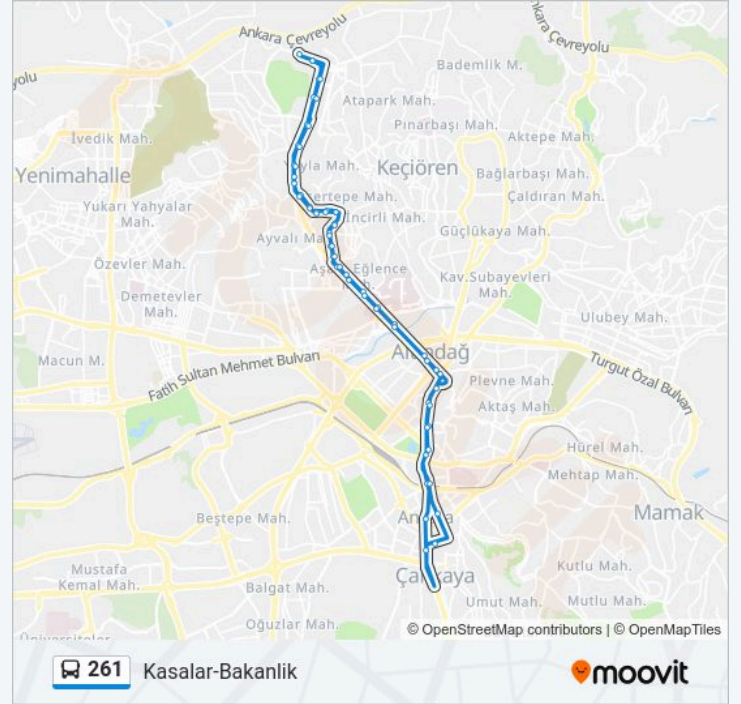 Ankara Çevreyolu
Ankara Çevreyolu
Bademlik M.
Atapark Mah.
Pınarbaşı Mah.
Aktepe Mah.
İvedik Mah.
Yenimahalle
Keçiören
Bağlarbaşı Mah.
Çaldıran Mah.
Yukarı Yahyalar
Mah.
İncirli Mah.
Güçlükaya Mah.
Özevler Mah.
Eğlence
Kav.Subayevleri
Mah.
Demetevler
Mah.
Ulubey Mah.
Macun M.
Fatih Sultan Mehmet Bulvarı
Turgut Özal Bulvarı
Plevne Mah.
Aktaş Mah.
Hürel Mah.
Mehtap Mah.
Mamak
Beştepe Mah.
Mustafa
Kemal Mah.
Balgat Mah.
Kutlu Mah.
Umut Mah.
Mutlu Mah.
Oğuzlar Mah.
© OpenStreetMap contributors | © OpenMapTiles
261 Kasalar-Bakanlik
moovit